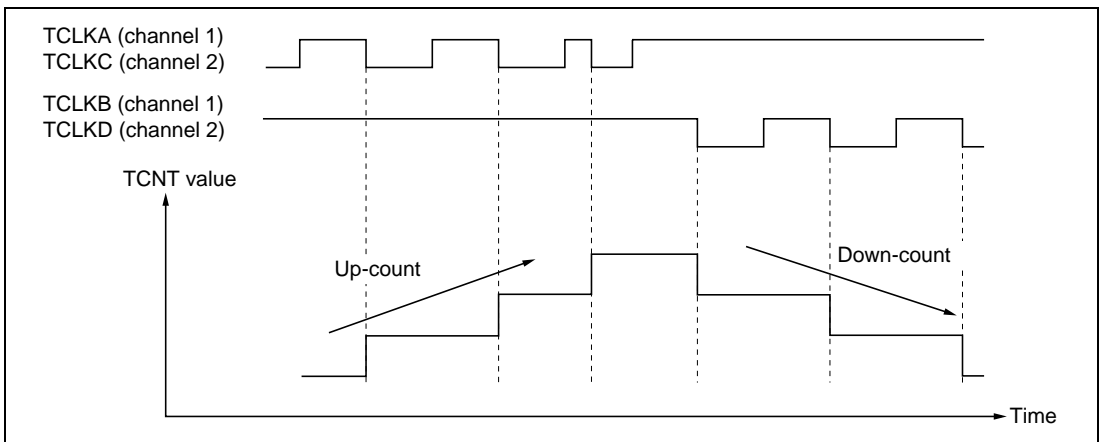 TCLKA (channel 1)
TCLKC (channel 2)
TCLKB (channel 1)
TCLKD (channel 2)
TCNT value
Up-count
Down-count
Time